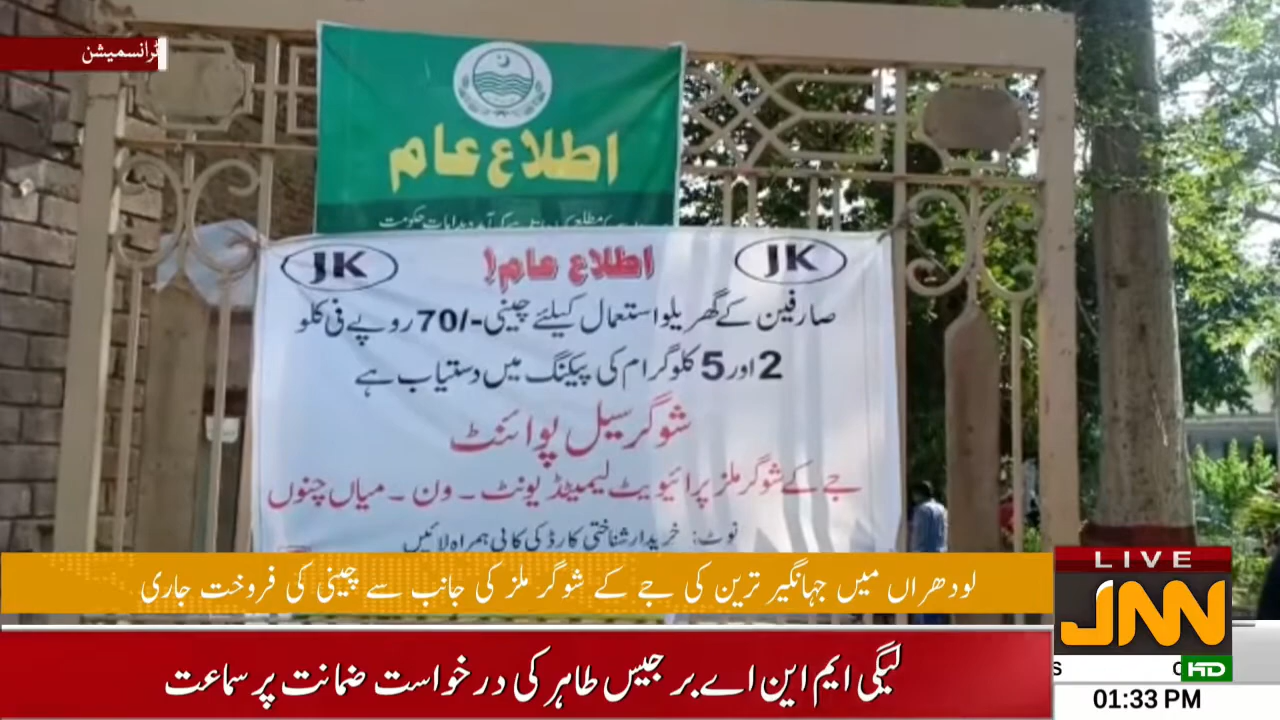 ٹرانسمیشن
اطلاع عام
JK اطلاع عام! JK
صارفین کے گھریلو استعمال کیلئے چینی -/70 روپے فی کلو
2 اور 5 کلوگرام کی پیکنگ میں دستیاب ہے
شوگر سیل پوائنٹ
جے کے شوگر ملز پرائیویٹ لیمیٹڈ یونٹ ۔ ون ۔ میاں چنوں
نوٹ: خریدار شناختی کارڈ کی کاپی ہمراہ لائیں
لودھراں میں جہانگیر ترین کی جے کے شوگر ملز کی جانب سے چینی کی فروخت جاری
لیگی ایم این اے برجیس طاہر کی درخواست ضمانت پر سماعت
LIVE
JNN
HD
01:33 PM